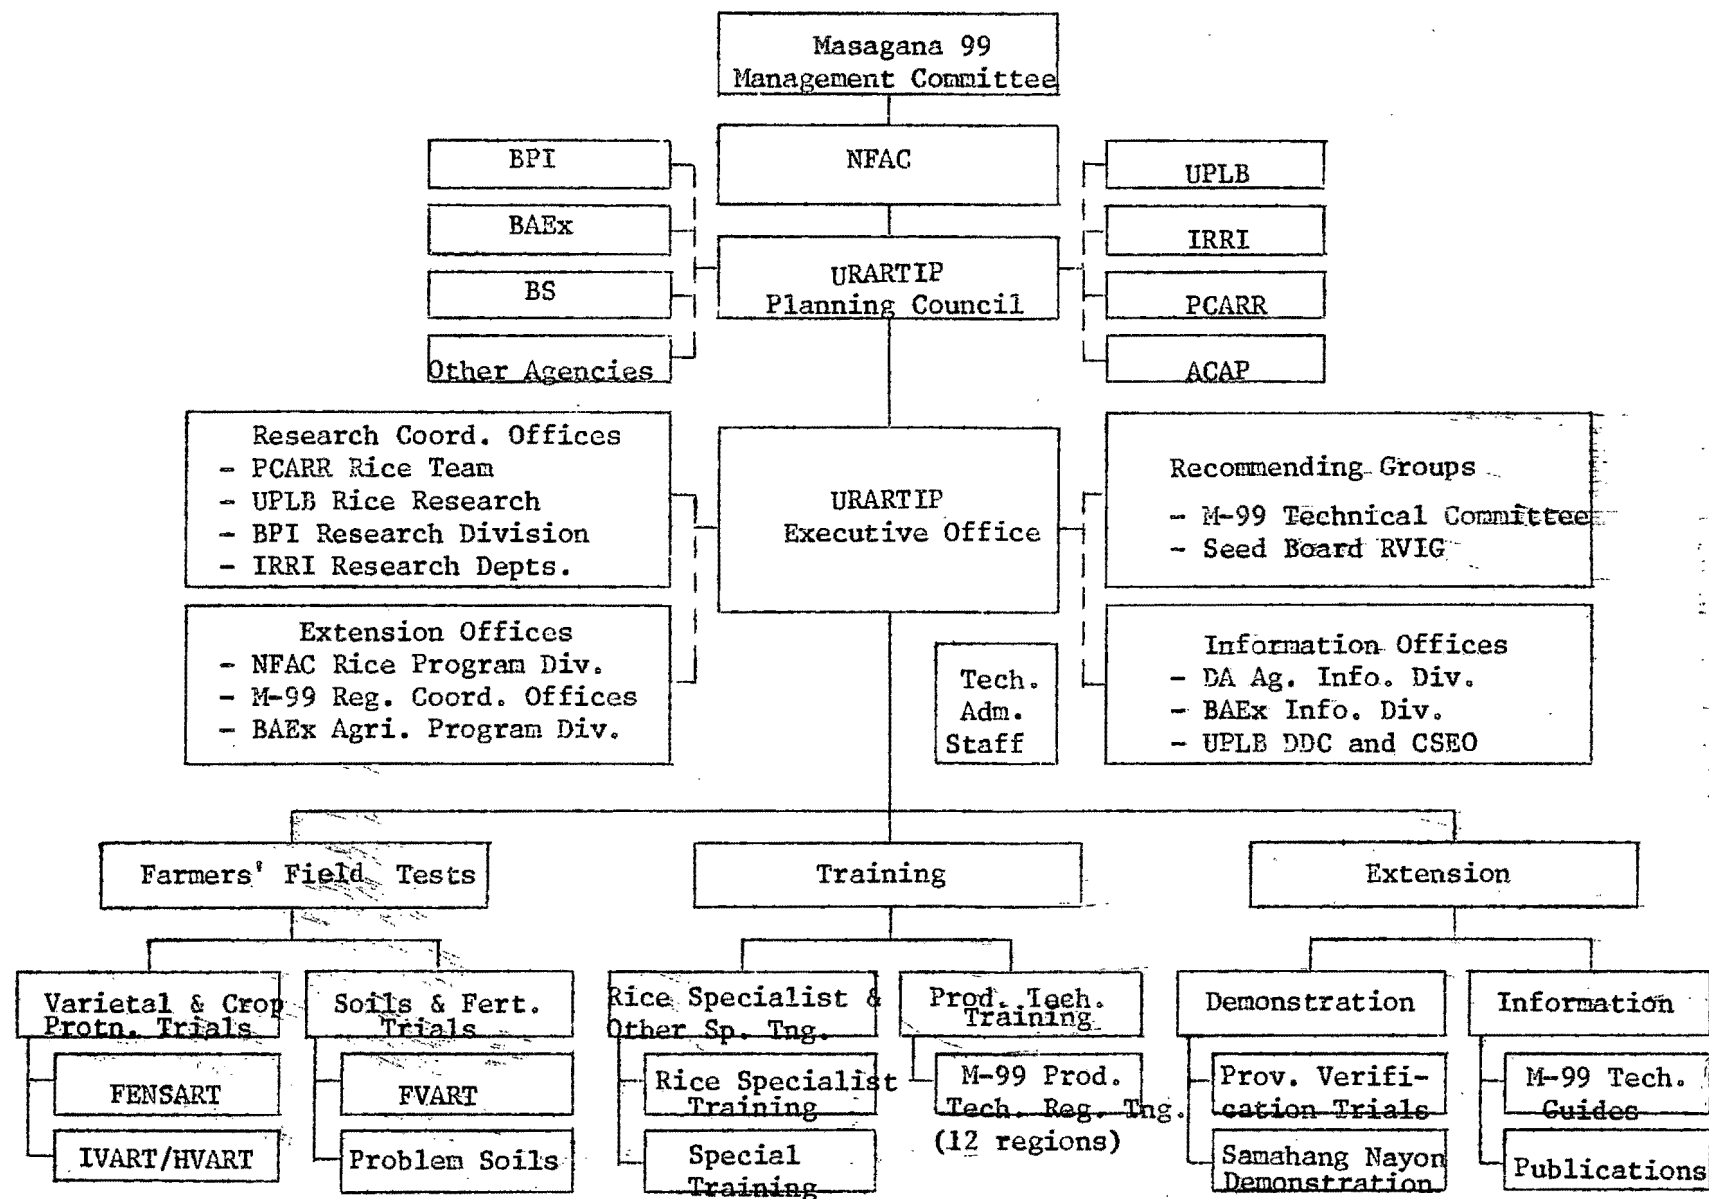 Masagana 99
Management Committee
NFAC
BPI
BAEx
BS
Other Agencies
URARTIP
Planning Council
UPLB
IRRI
PCARR
ACAP
Research Coord. Offices
- PCARR Rice Team
- UPLB Rice Research
- BPI Research Division
- IRRI Research Depts.
Extension Offices
- NFAC Rice Program Div.
- M-99 Reg. Coord. Offices
- BAEx Agri. Program Div.
URARTIP
Executive Office
Tech.
Adm.
Staff
Recommending Groups
- M-99 Technical Committee
- Seed Board RVIG
Information Offices
- DA Ag. Info. Div.
- BAEx Info. Div.
- UPLB DDC and CSEO
Farmers' Field Tests
Training
Extension
Varietal & Crop
Protn. Trials
FENSART
IVART/HVART
Soils & Fert.
Trials
FVART
Problem Soils
Rice Specialist &
Other Sp. Tng.
Rice Specialist
Training
Special
Training
Prod. Tech.
Training
M-99 Prod.
Tech. Reg. Tng.
(12 regions)
Demonstration
Prov. Verifi-
cation Trials
Samahang Nayon
Demonstration
Information
M-99 Tech.
Guides
Publications